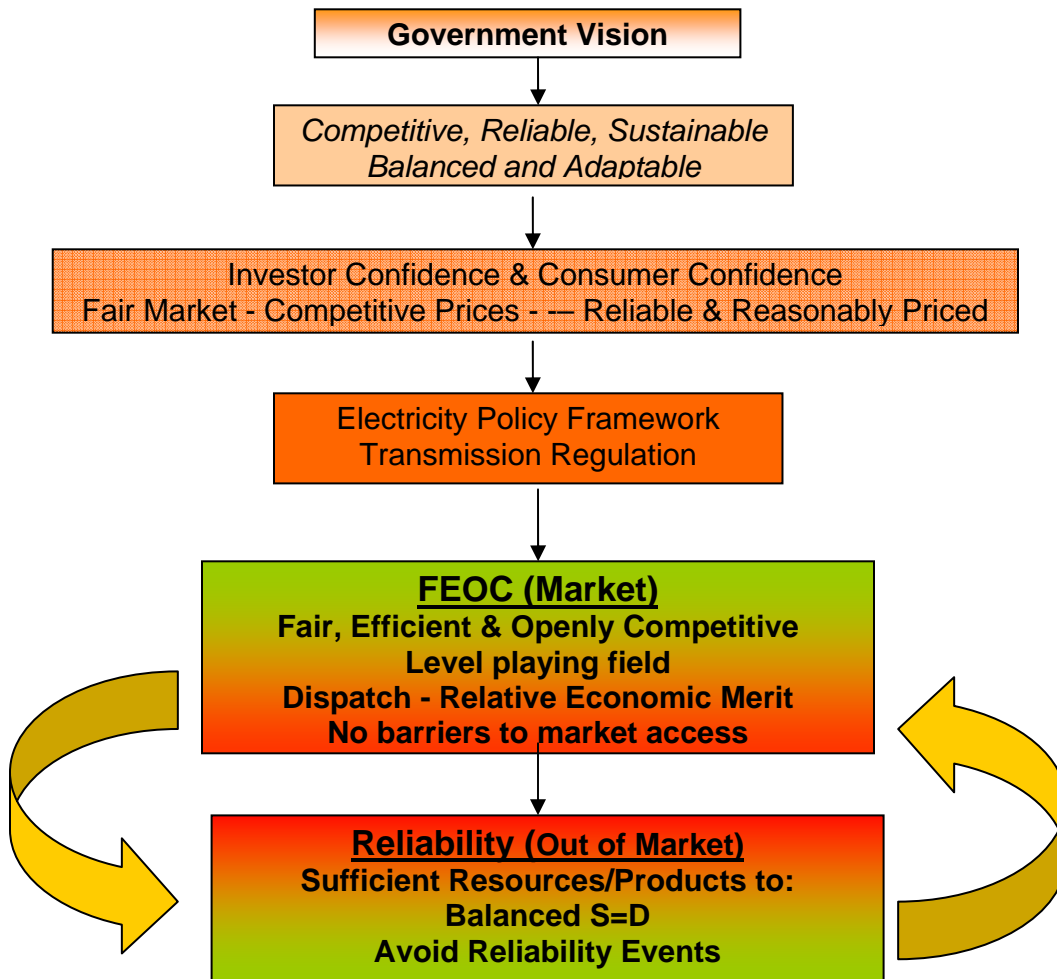 Government Vision
Competitive, Reliable, Sustainable
Balanced and Adaptable
Investor Confidence & Consumer Confidence
Fair Market - Competitive Prices - -– Reliable & Reasonably Priced
Electricity Policy Framework
Transmission Regulation
FEOC (Market)
Fair, Efficient & Openly Competitive
Level playing field
Dispatch - Relative Economic Merit
No barriers to market access
Reliability (Out of Market)
Sufficient Resources/Products to:
Balanced S=D
Avoid Reliability Events